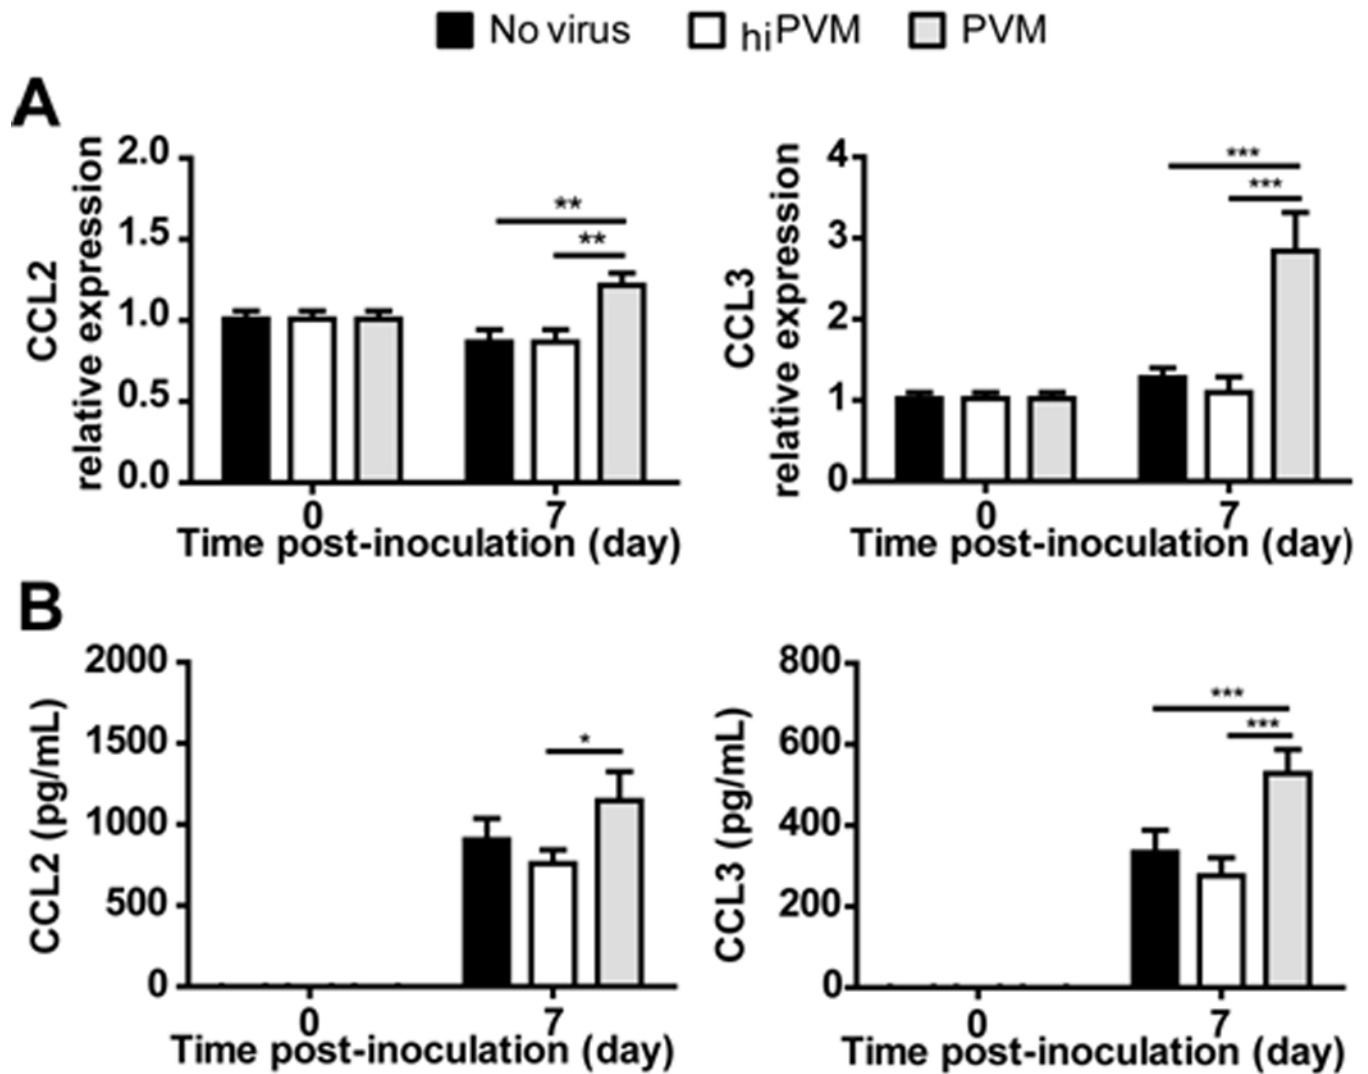 No virus hiPVM PVM
A
CCL2
relative expression
2.0
1.5
1.0
0.5
0.0
**
**
0 7
Time post-inoculation (day)
CCL3
relative expression
4
3
2
1
0
***
***
0 7
Time post-inoculation (day)
B
CCL2 (pg/mL)
2000
1500
1000
500
0
*
0 7
Time post-inoculation (day)
CCL3 (pg/mL)
800
600
400
200
0
***
***
0 7
Time post-inoculation (day)